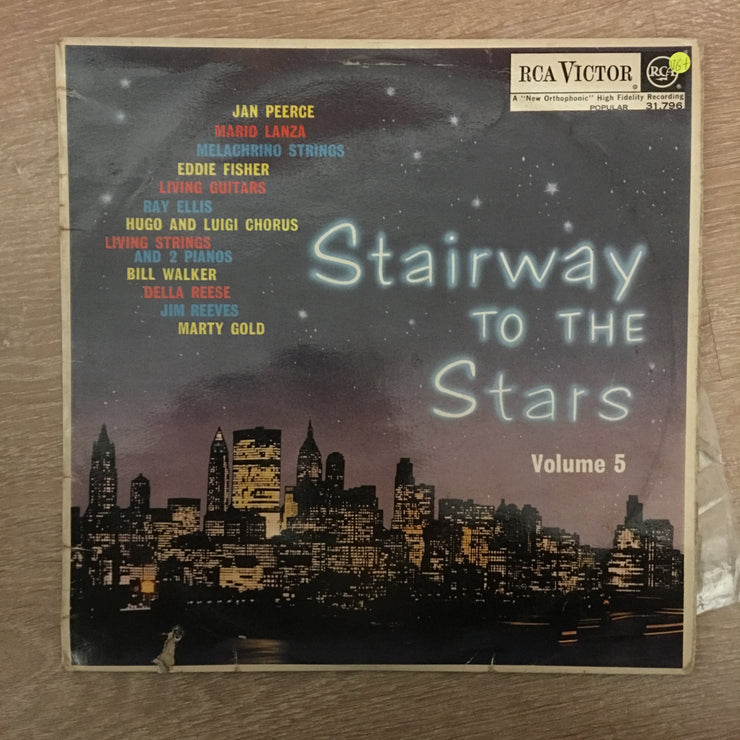 RCA VICTOR
RCA
VG+
A "New Orthophonic" High Fidelity Recording
POPULAR 31,796
JAN PEERCE
MARIO LANZA
MELACHRINO STRINGS
EDDIE FISHER
LIVING GUITARS
RAY ELLIS
HUGO AND LUIGI CHORUS
LIVING STRINGS
AND 2 PIANOS
BILL WALKER
DELLA REESE
JIM REEVES
MARTY GOLD
Stairway
TO THE
Stars
Volume 5